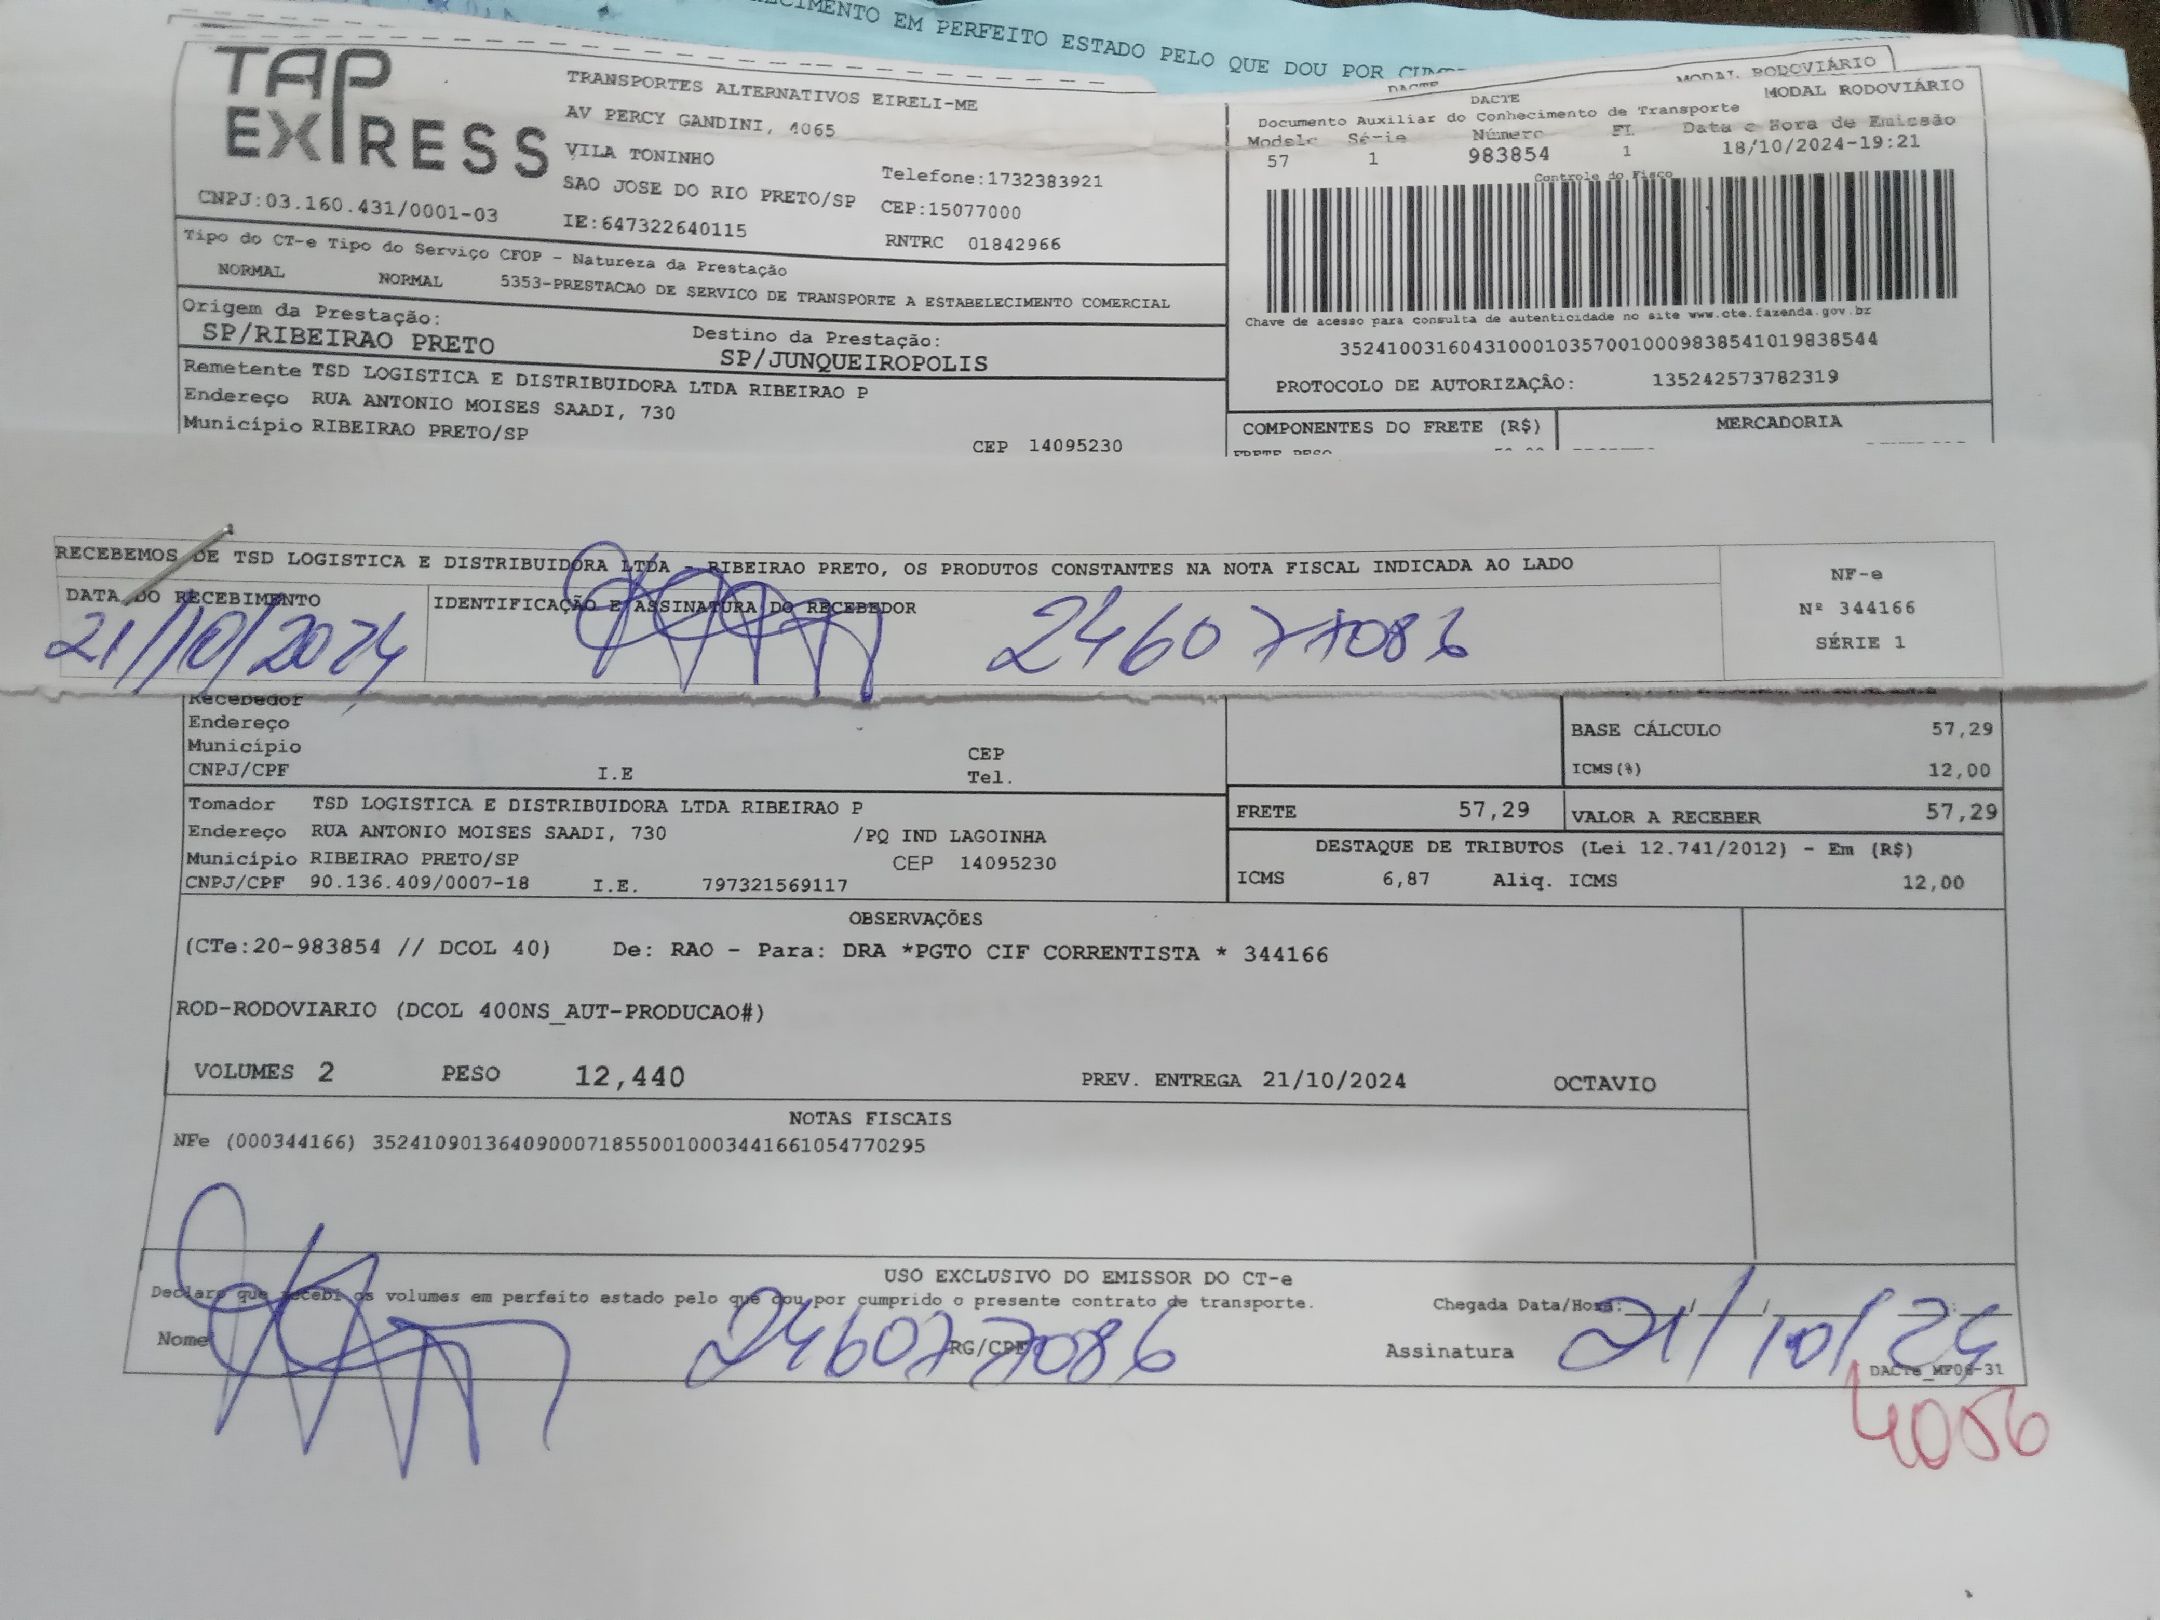 RECIMENTO EM PERFEITO ESTADO PELO QUE DOU POR
DACTE
MODAL RODOVIÁRIO
TAP
EXPRESS
CNPJ:03.160.431/0001-03
TRANSPORTES ALTERNATIVOS EIRELI-ME
AV PERCY GANDINI, 4065
VILA TONINHO
SAO JOSE DO RIO PRETO/SP
IE:647322640115
Telefone:1732383921
CEP:15077000
RNTRC 01842966
DACTE
MODAL RODOVIÁRIO
Documento Auxiliar do Conhecimento de Transporte
Modelo Série Número FL Data e Hora de Emissão
57 1 983854 1 18/10/2024-19:21
Controle do Fisco
Chave de acesso para consulta de autenticidade no site www.cte.fazenda.gov.br
35241003160431000103570010009838541019838544
PROTOCOLO DE AUTORIZAÇÂO: 135242573782319
Tipo do CT-e Tipo do Serviço CFOP - Natureza da Prestação
NORMAL NORMAL 5353-PRESTACAO DE SERVICO DE TRANSPORTE A ESTABELECIMENTO COMERCIAL
Origem da Prestação:
SP/RIBEIRAO PRETO
Destino da Prestação:
SP/JUNQUEIROPOLIS
Remetente TSD LOGISTICA E DISTRIBUIDORA LTDA RIBEIRAO P
Endereço RUA ANTONIO MOISES SAADI, 730
Município RIBEIRAO PRETO/SP
CEP 14095230
COMPONENTES DO FRETE (R$) MERCADORIA
FRETE PESO
RECEBEMOS DE TSD LOGISTICA E DISTRIBUIDORA LTDA - RIBEIRAO PRETO, OS PRODUTOS CONSTANTES NA NOTA FISCAL INDICADA AO LADO
DATA DO RECEBIMENTO
21/10/2024
IDENTIFICAÇÃO E ASSINATURA DO RECEBEDOR
246077086
NF-e
Nº 344166
SÉRIE 1
Recebedor
Endereço
Município CEP
CNPJ/CPF I.E Tel.
BASE CÁLCULO 57,29
ICMS(%) 12,00
Tomador TSD LOGISTICA E DISTRIBUIDORA LTDA RIBEIRAO P
Endereço RUA ANTONIO MOISES SAADI, 730 /PQ IND LAGOINHA
Município RIBEIRAO PRETO/SP CEP 14095230
CNPJ/CPF 90.136.409/0007-18 I.E. 797321569117
FRETE 57,29 VALOR A RECEBER 57,29
DESTAQUE DE TRIBUTOS (Lei 12.741/2012) - Em (R$)
ICMS 6,87 Aliq. ICMS 12,00
OBSERVAÇÕES
(CTe:20-983854 // DCOL 40) De: RAO - Para: DRA *PGTO CIF CORRENTISTA * 344166
ROD-RODOVIARIO (DCOL 400NS_AUT-PRODUCAO#)
VOLUMES 2 PESO 12,440 PREV. ENTREGA 21/10/2024 OCTAVIO
NOTAS FISCAIS
NFe (000344166) 35241090136409000718550010003441661054770295
USO EXCLUSIVO DO EMISSOR DO CT-e
Declaro que recebi os volumes em perfeito estado pelo que dou por cumprido o presente contrato de transporte.
Chegada Data/Hora: / / :
Nome RG/CPF Assinatura
246077086
21/10/24
DACTe_MF06-31
4056